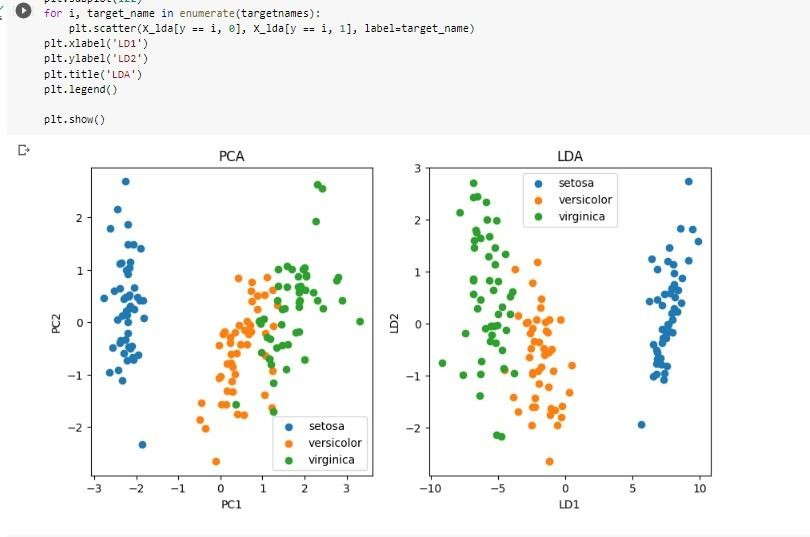 plt.subplot(122)
for i, target_name in enumerate(targetnames):
    plt.scatter(X_lda[y == i, 0], X_lda[y == i, 1], label=target_name)
plt.xlabel('LD1')
plt.ylabel('LD2')
plt.title('LDA')
plt.legend()
plt.show()
PCA
2
1
0
−1
−2
PC2
−3 −2 −1 0 1 2 3
PC1
setosa
versicolor
virginica
LDA
3
2
1
0
−1
−2
LD2
−10 −5 0 5 10
LD1
setosa
versicolor
virginica